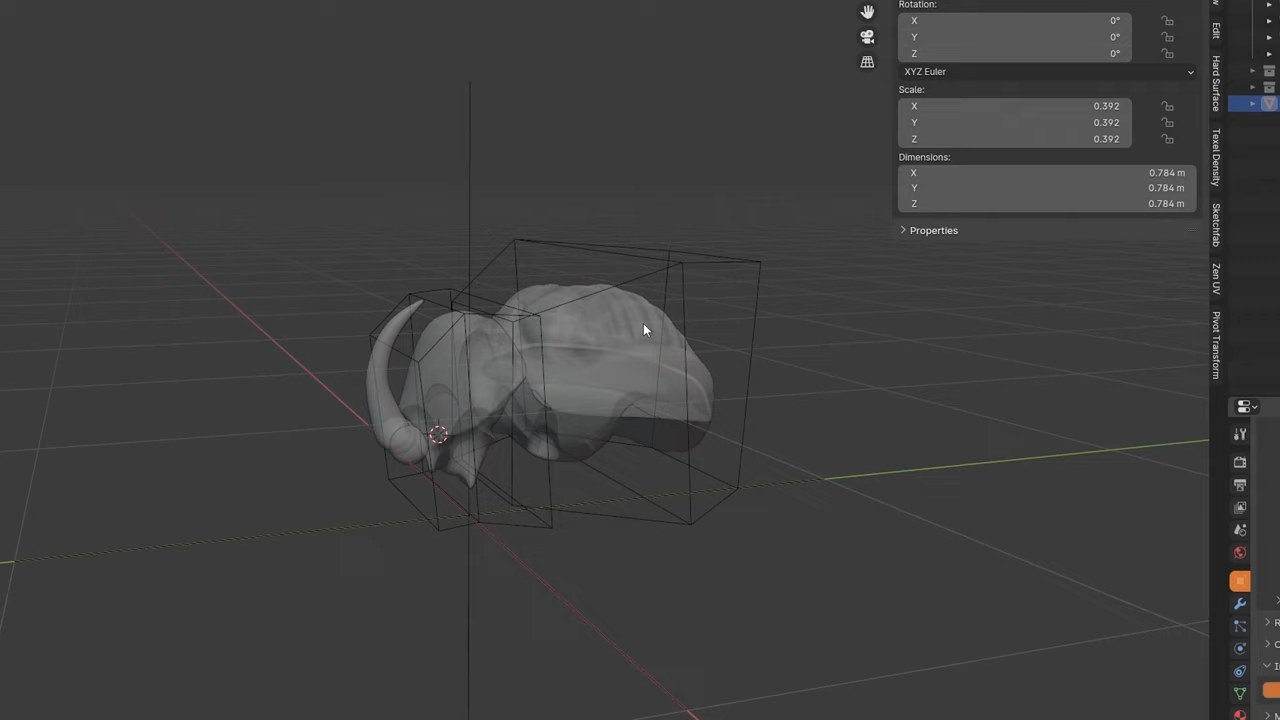 Rotation:
X 0°
Y 0°
Z 0°
XYZ Euler
Scale:
X 0.392
Y 0.392
Z 0.392
Dimensions:
X 0.784 m
Y 0.784 m
Z 0.784 m
Properties
Edit
Hard Surface
Texel Density
Sketchfab
Zen UV
Pivot Transform